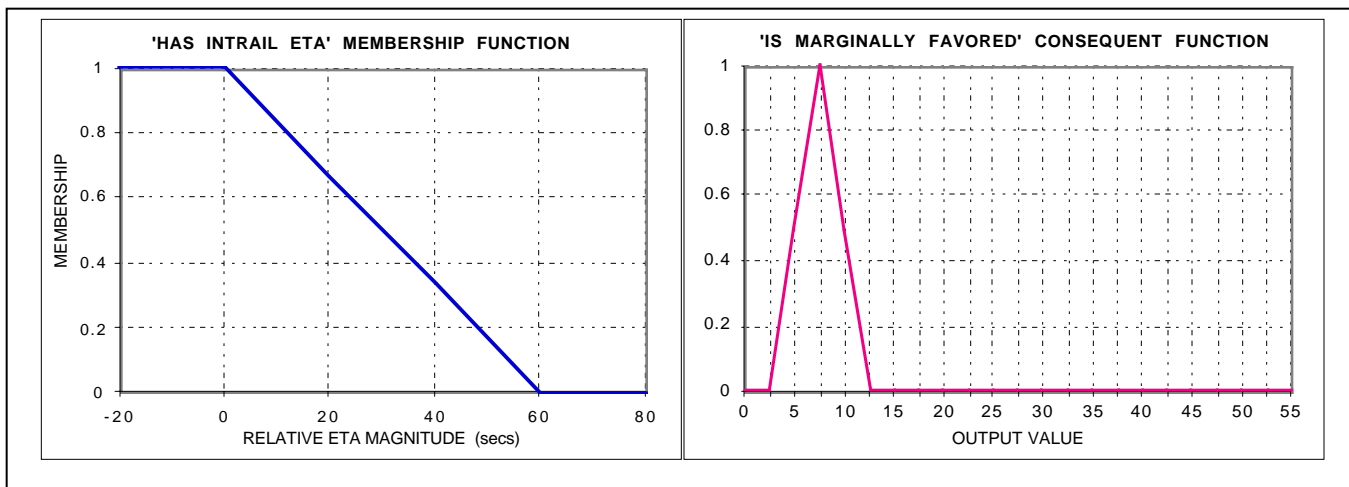 'HAS INTRAIL ETA' MEMBERSHIP FUNCTION
1
0.8
0.6
0.4
0.2
0
MEMBERSHIP
-20 0 20 40 60 80
RELATIVE ETA MAGNITUDE (secs)
'IS MARGINALLY FAVORED' CONSEQUENT FUNCTION
1
0.8
0.6
0.4
0.2
0
0 5 10 15 20 25 30 35 40 45 50 55
OUTPUT VALUE